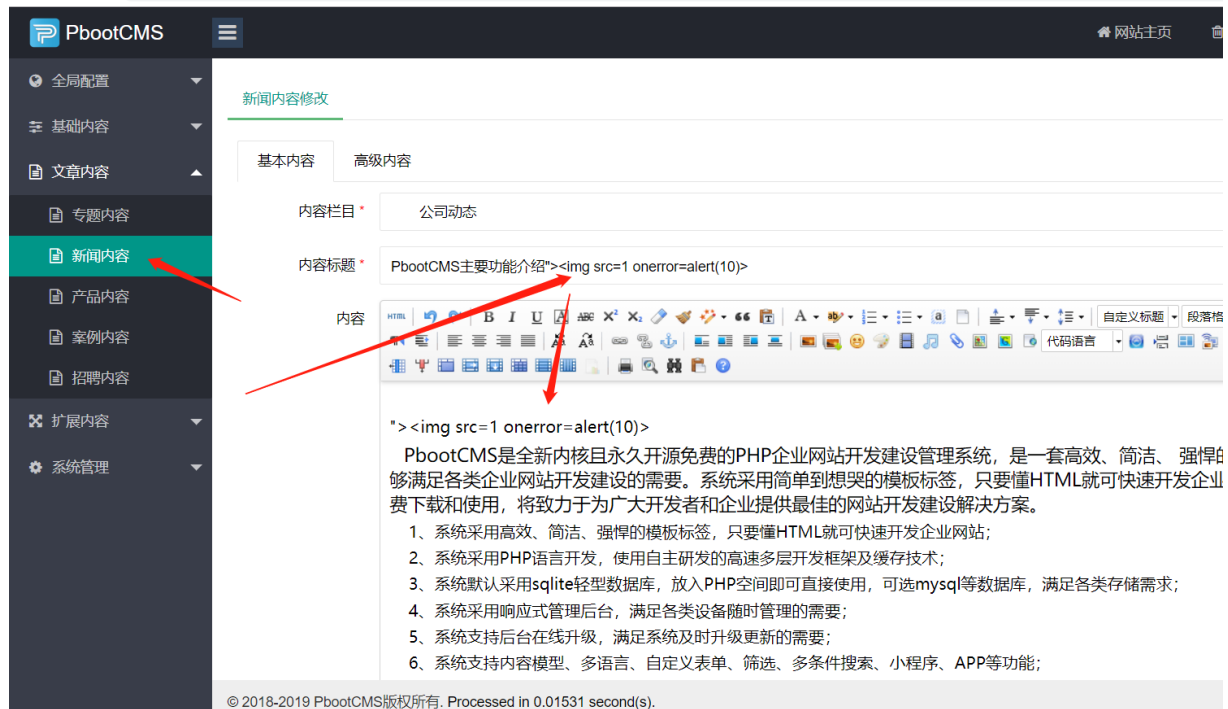 PbootCMS
网站主页
全局配置
基础内容
文章内容
专题内容
新闻内容
产品内容
案例内容
招聘内容
扩展内容
系统管理
新闻内容修改
基本内容 高级内容
内容栏目 * 公司动态
内容标题 * PbootCMS主要功能介绍"><img src=1 onerror=alert(10)>
内容
HTML
自定义标题 段落格
代码语言
"><img src=1 onerror=alert(10)>
PbootCMS是全新内核且永久开源免费的PHP企业网站开发建设管理系统，是一套高效、简洁、 强悍的
够满足各类企业网站开发建设的需要。系统采用简单到想哭的模板标签，只要懂HTML就可快速开发企业
费下载和使用，将致力于为广大开发者和企业提供最佳的网站开发建设解决方案。
1、系统采用高效、简洁、强悍的模板标签，只要懂HTML就可快速开发企业网站；
2、系统采用PHP语言开发，使用自主研发的高速多层开发框架及缓存技术；
3、系统默认采用sqlite轻型数据库，放入PHP空间即可直接使用，可选mysql等数据库，满足各类存储需求；
4、系统采用响应式管理后台，满足各类设备随时管理的需要；
5、系统支持后台在线升级，满足系统及时升级更新的需要；
6、系统支持内容模型、多语言、自定义表单、筛选、多条件搜索、小程序、APP等功能；
© 2018-2019 PbootCMS版权所有. Processed in 0.01531 second(s).